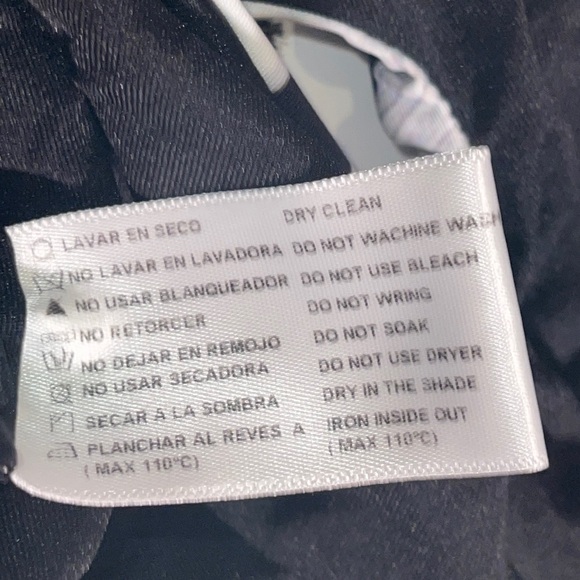 LAVAR EN SECO DRY CLEAN
NO LAVAR EN LAVADORA DO NOT WACHINE WACH
NO USAR BLANQUEADOR DO NOT USE BLEACH
NO RETORCER DO NOT WRING
NO DEJAR EN REMOJO DO NOT SOAK
NO USAR SECADORA DO NOT USE DRYER
SECAR A LA SOMBRA DRY IN THE SHADE
PLANCHAR AL REVES A IRON INSIDE OUT
( MAX 110°C) ( MAX 110°C)